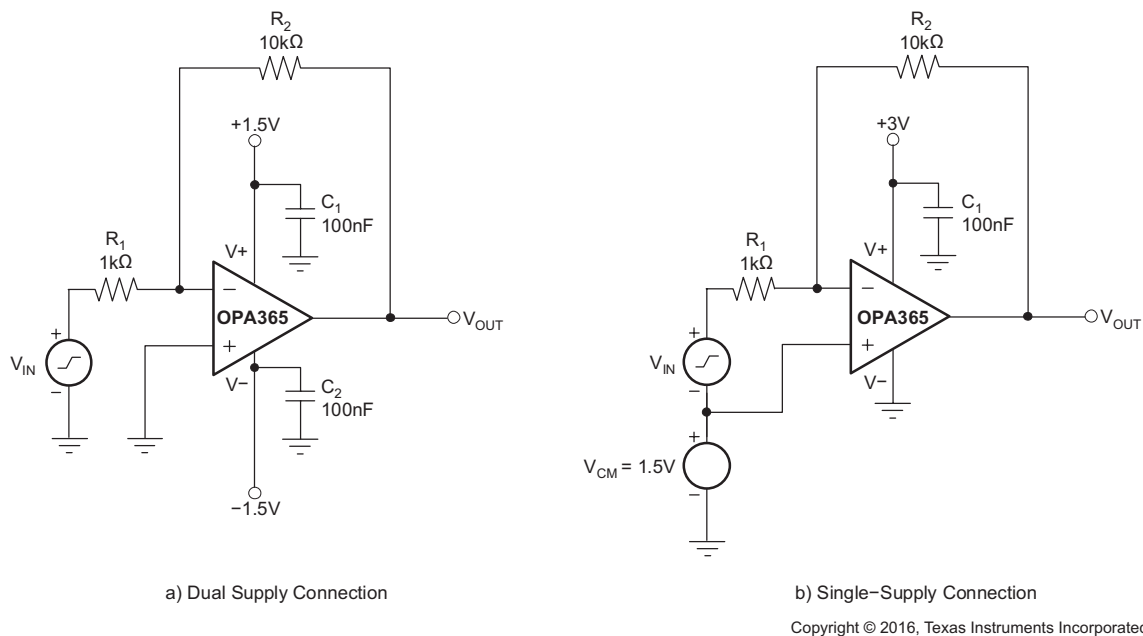 R2
10kΩ
+1.5V
C1
100nF
R1
1kΩ
V+
−
OPA365
+
VOUT
+
VIN
−
V−
C2
100nF
−1.5V
a) Dual Supply Connection
R2
10kΩ
+3V
C1
100nF
R1
1kΩ
V+
−
OPA365
+
VOUT
+
VIN
−
V−
+
VCM = 1.5V
−
b) Single−Supply Connection
Copyright © 2016, Texas Instruments Incorporated